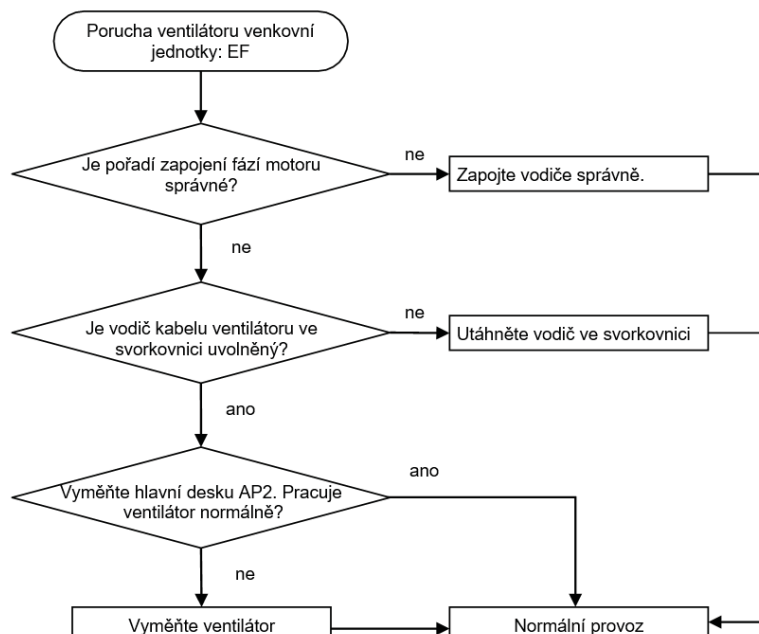 Porucha ventilátoru venkovní
jednotky: EF
Je pořadí zapojení fází motoru
správné?
ne
Zapojte vodiče správně.
ne
Je vodič kabelu ventilátoru ve
svorkovnici uvolněný?
ne
Utáhněte vodič ve svorkovnici
ano
Vyměňte hlavní desku AP2. Pracuje
ventilátor normálně?
ano
ne
Vyměňte ventilátor
Normální provoz